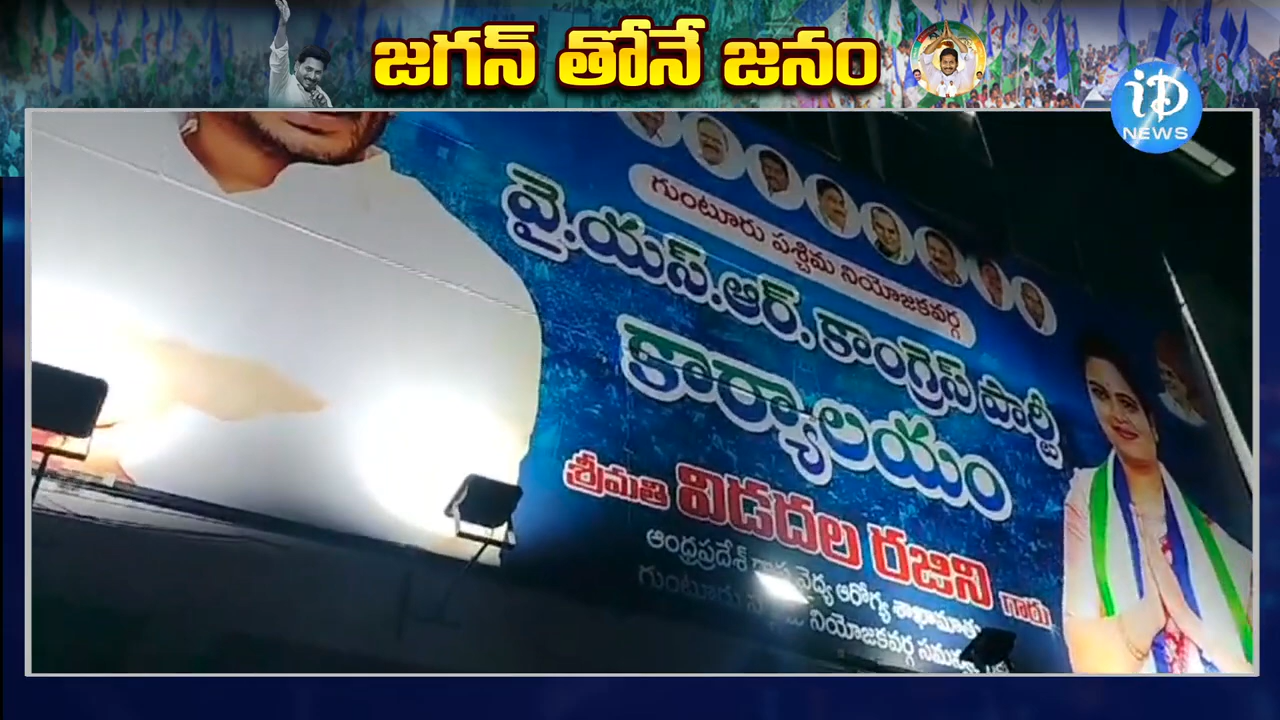 జగన్ తోనే జనం
iD
NEWS
గుంటూరు పశ్చిమ నియోజకవర్గ
వై.యస్.ఆర్. కాంగ్రెస్ పార్టీ
కార్యాలయం
శ్రీమతి విడదల రజిని గారు
ఆంధ్రప్రదేశ్ వైద్య ఆరోగ్య
గుంటూరు నియోజకవర్గ